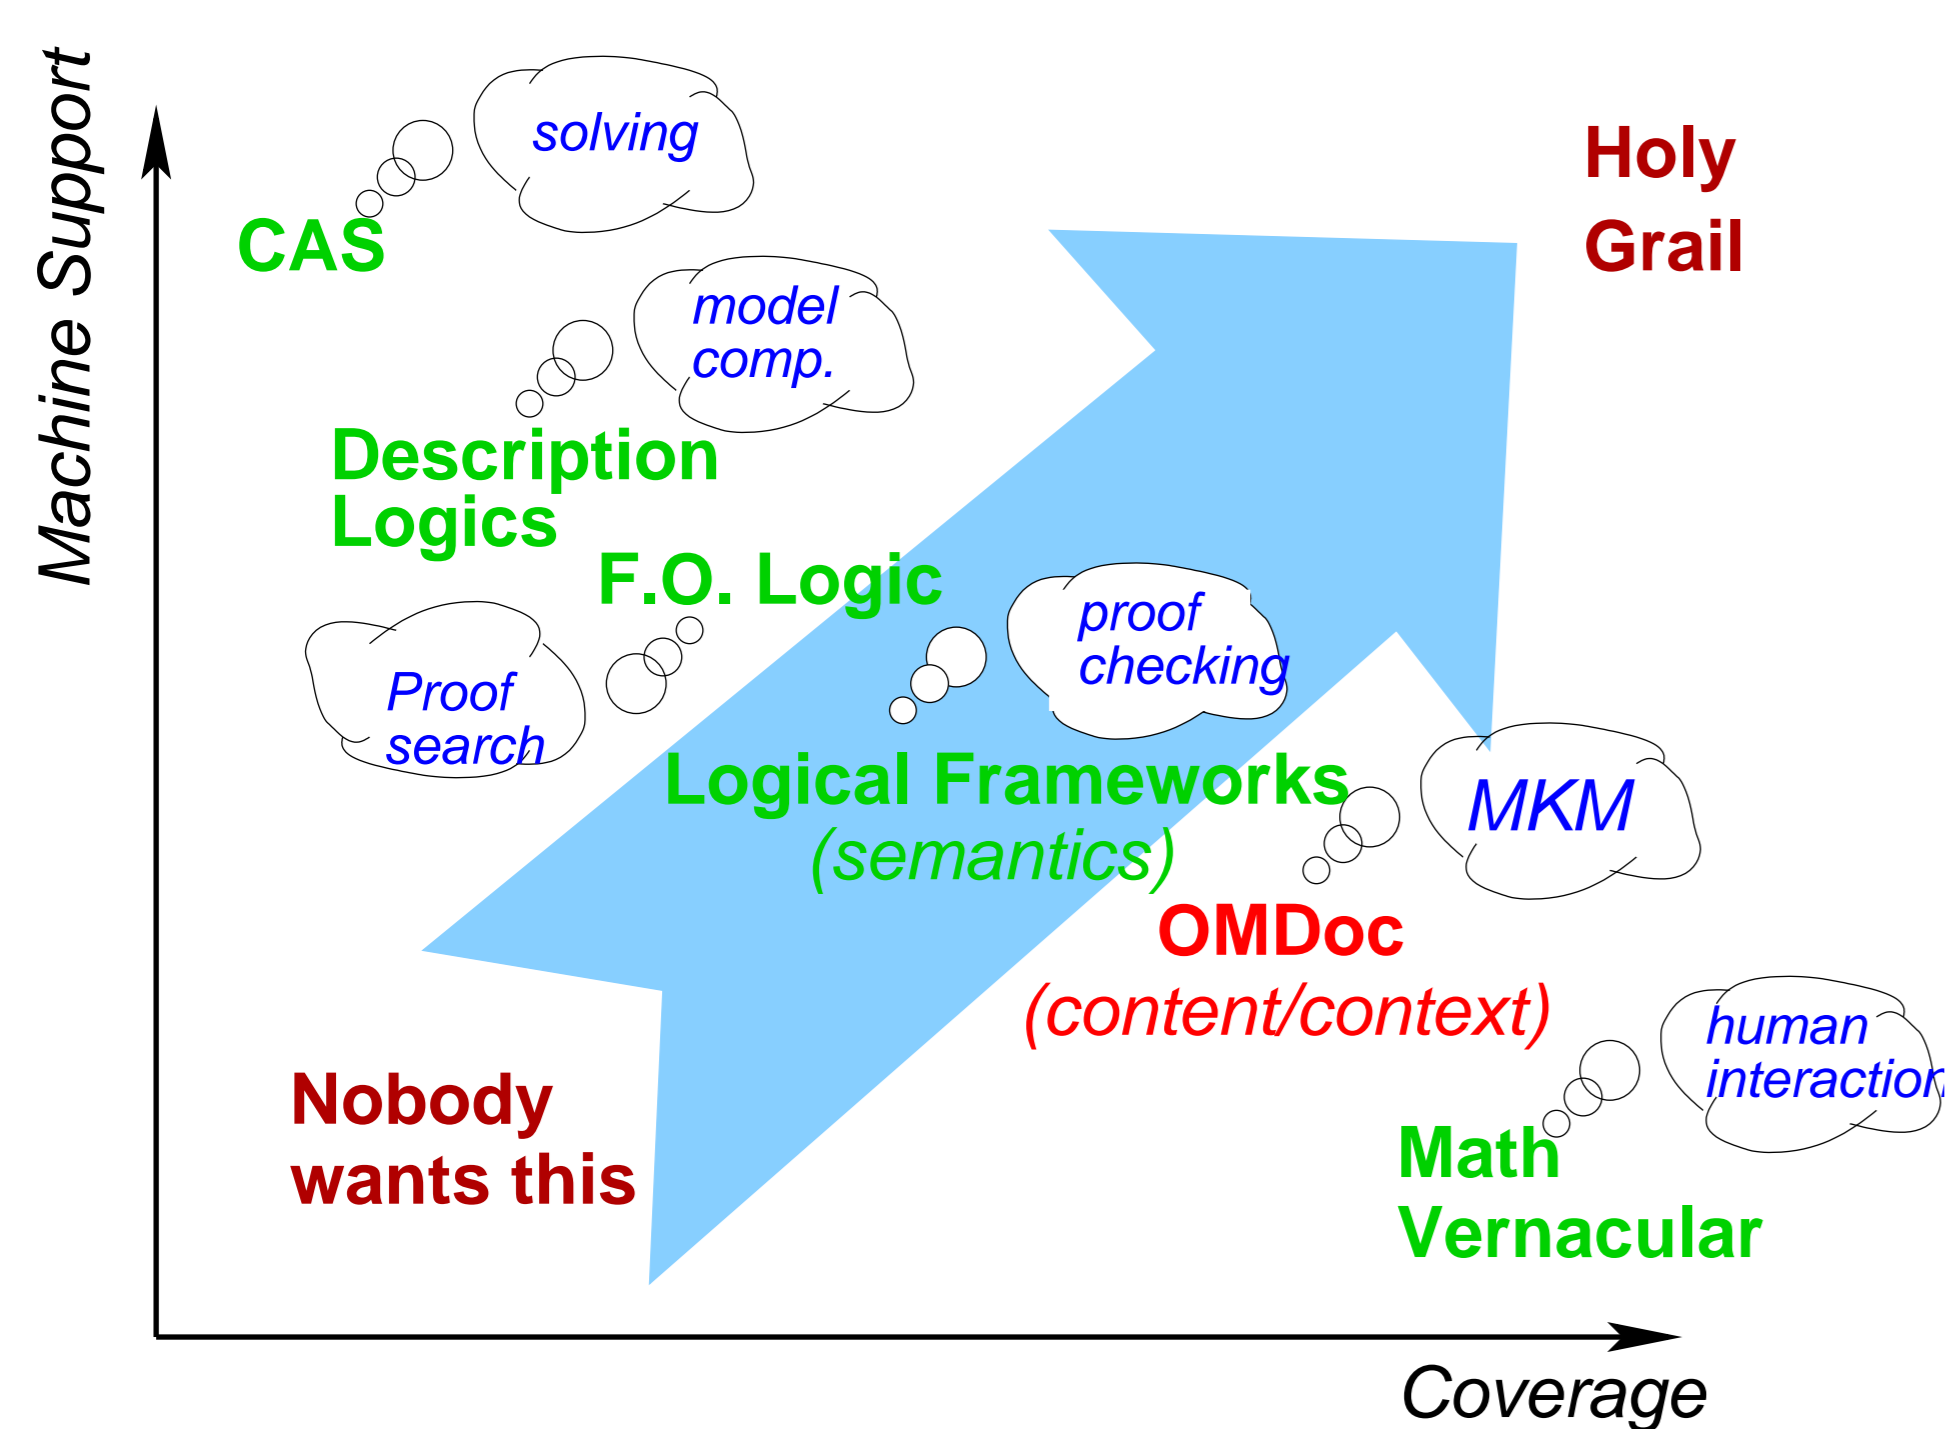 Machine Support
solving
CAS
Holy
Grail
model
comp.
Description
Logics
F.O. Logic
proof
checking
Proof
search
Logical Frameworks
(semantics)
MKM
OMDoc
(content/context)
human
interaction
Nobody
wants this
Math
Vernacular
Coverage